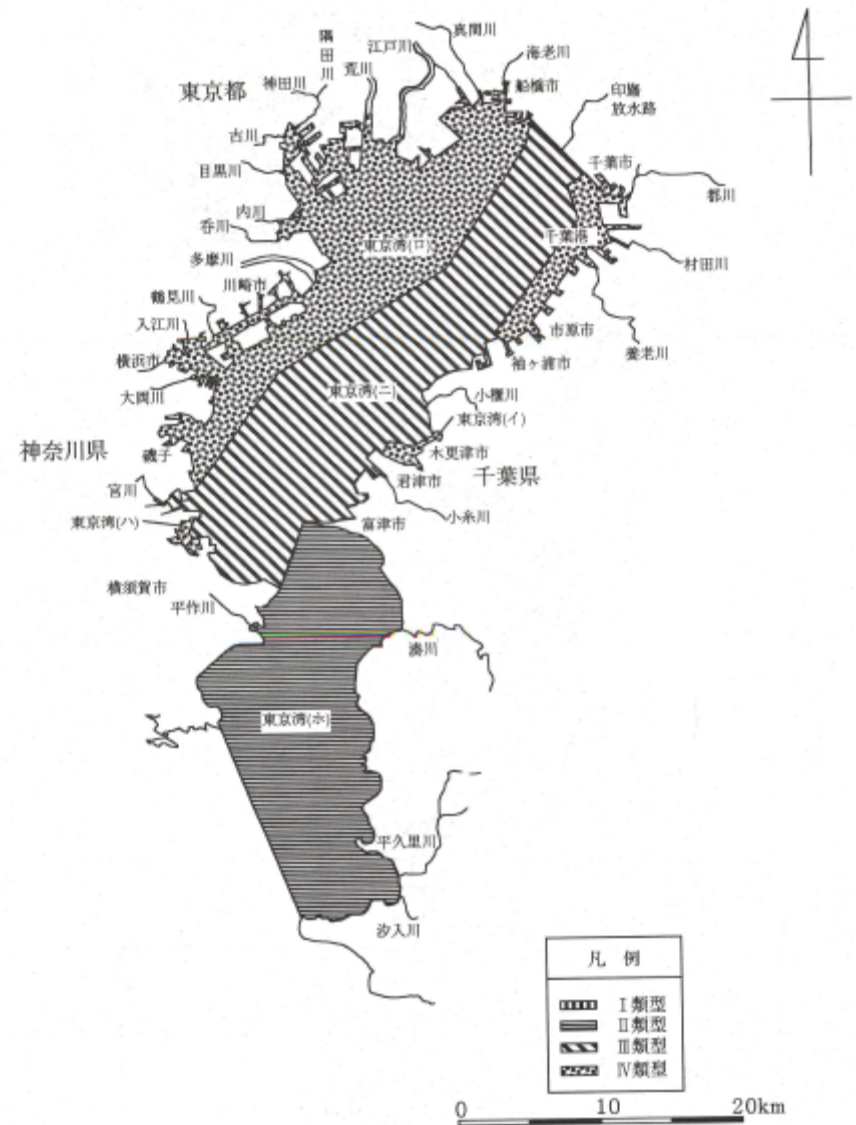 真間川
江戸川
海老川
隅田川
荒川
船橋市
神田川
印旛
放水路
東京都
古川
千葉市
目黒川
都川
内川
呑川
千葉港
東京湾(ロ)
多摩川
村田川
川崎市
鶴見川
入江川
市原市
養老川
横浜市
袖ヶ浦市
大岡川
東京湾(ニ)
小櫃川
東京湾(イ)
神奈川県
磯子
木更津市
君津市
千葉県
宮川
東京湾(ハ)
富津市
小糸川
横須賀市
平作川
湊川
東京湾(ホ)
平久里川
汐入川
凡 例
Ⅰ類型
Ⅱ類型
Ⅲ類型
Ⅳ類型
0 10 20km